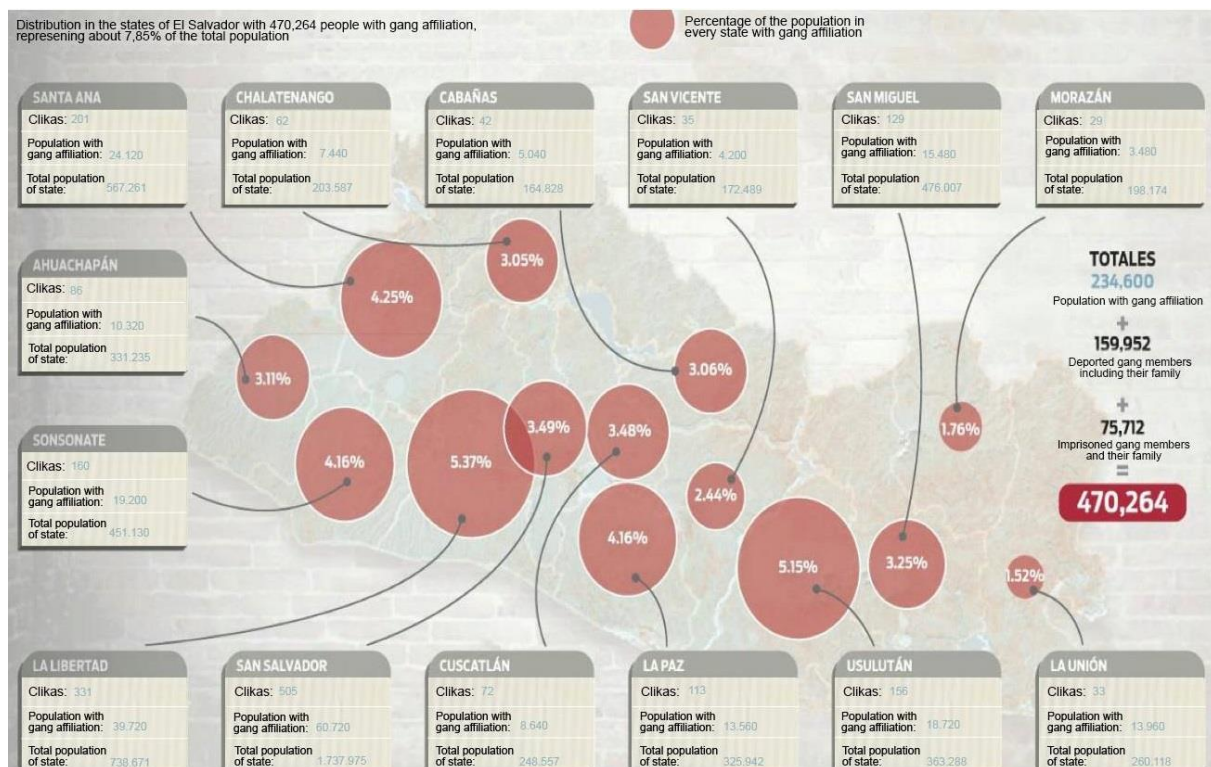 Distribution in the states of El Salvador with 470,264 people with gang affiliation,
represening about 7,85% of the total population
Percentage of the population in
every state with gang affiliation
SANTA ANA
Clikas: 201
Population with
gang affiliation: 24.120
Total population
of state: 567.261
CHALATENANGO
Clikas: 62
Population with
gang affiliation: 7.440
Total population
of state: 203.587
CABAÑAS
Clikas: 42
Population with
gang affiliation: 5.040
Total population
of state: 164.828
SAN VICENTE
Clikas: 35
Population with
gang affiliation: 4.200
Total population
of state: 172.489
SAN MIGUEL
Clikas: 129
Population with
gang affiliation: 15.480
Total population
of state: 476.007
MORAZÁN
Clikas: 29
Population with
gang affiliation: 3.480
Total population
of state: 198.174
AHUACHAPÁN
Clikas: 86
Population with
gang affiliation: 10.320
Total population
of state: 331.235
SONSONATE
Clikas: 160
Population with
gang affiliation: 19.200
Total population
of state: 451.130
4.25%
3.05%
3.11%
3.06%
4.16%
5.37%
3.49%
3.48%
1.76%
2.44%
4.16%
5.15%
3.25%
1.52%
TOTALES
234,600
Population with gang affiliation
+
159,952
Deported gang members
including their family
+
75,712
Imprisoned gang members
and their family
=
470,264
LA LIBERTAD
Clikas: 331
Population with
gang affiliation: 39.720
Total population
of state: 738.671
SAN SALVADOR
Clikas: 505
Population with
gang affiliation: 60.720
Total population
of state: 1.737.975
CUSCATLÁN
Clikas: 72
Population with
gang affiliation: 8.640
Total population
of state: 248.557
LA PAZ
Clikas: 113
Population with
gang affiliation: 13.560
Total population
of state: 325.942
USULUTÁN
Clikas: 156
Population with
gang affiliation: 18.720
Total population
of state: 363.288
LA UNIÓN
Clikas: 33
Population with
gang affiliation: 13.960
Total population
of state: 260.118